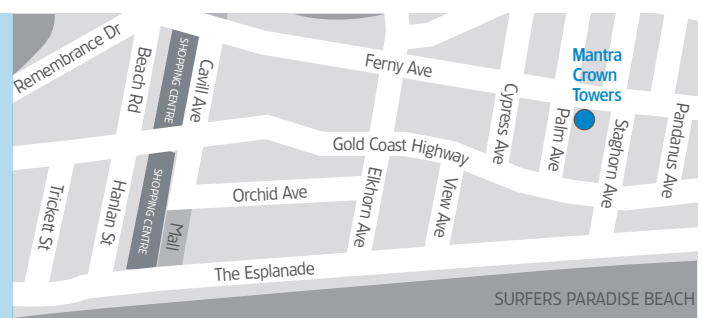 Remembrance Dr
Beach Rd
SHOPPING CENTRE
Cavill Ave
Ferny Ave
Mantra
Crown
Towers
Cypress Ave
Palm Ave
Staghorn Ave
Pandanus Ave
Gold Coast Highway
Trickett St
Hanlan St
SHOPPING CENTRE
Mall
Orchid Ave
Elkhorn Ave
View Ave
The Esplanade
SURFERS PARADISE BEACH